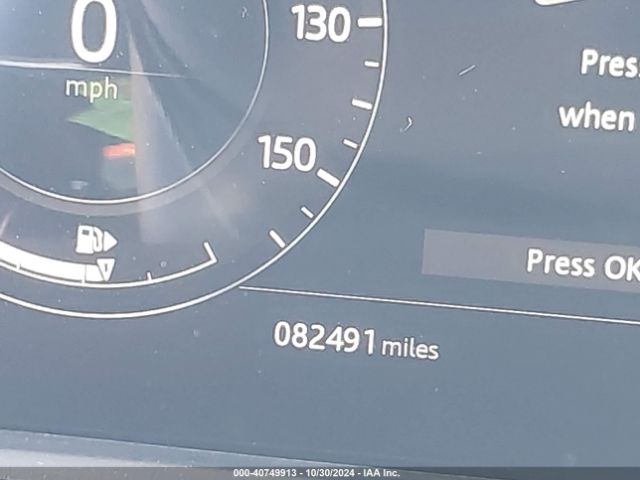 0
mph
130
150
Pres
when
Press OK
082491 miles
000-40749913 - 10/30/2024 - IAA Inc.